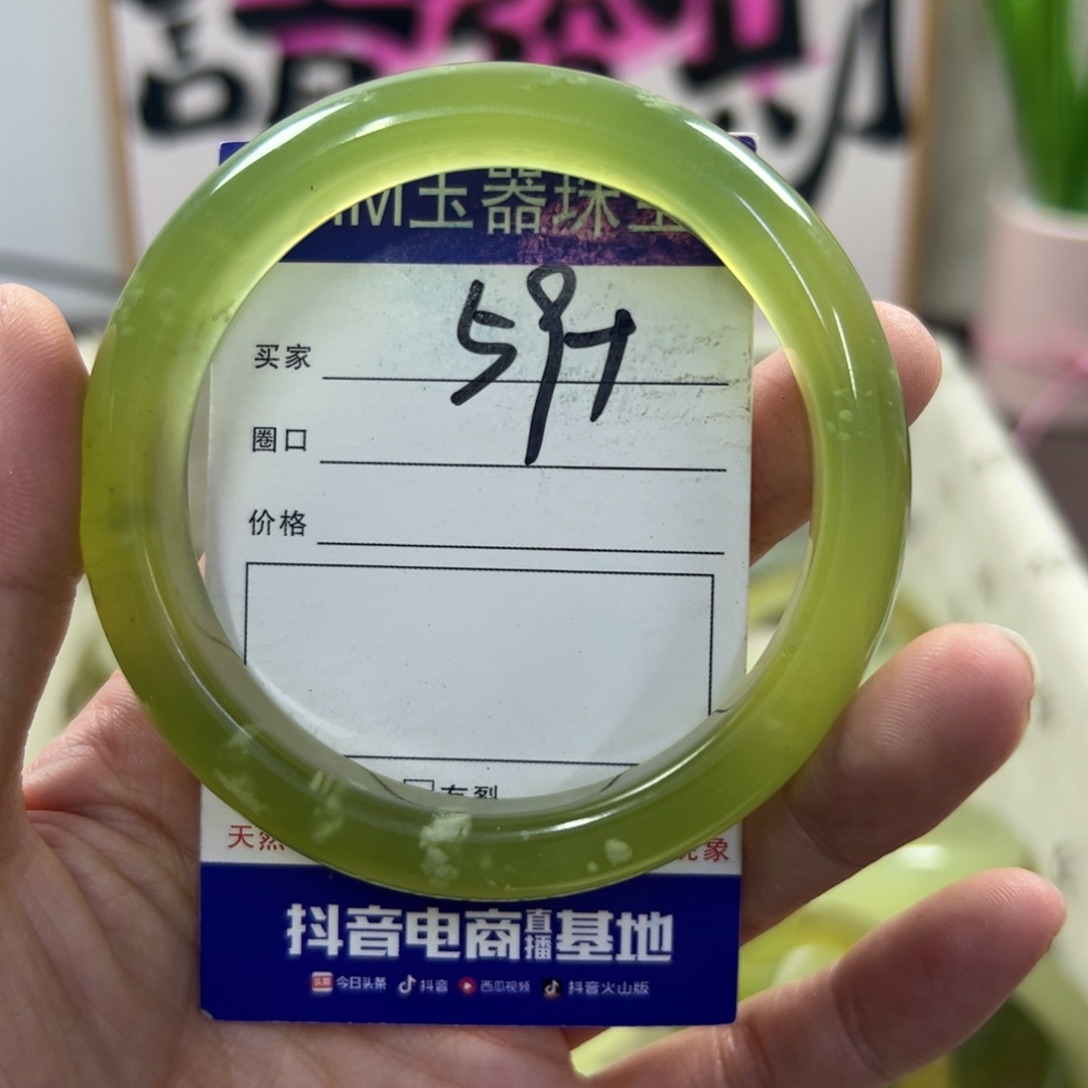 玉器珠
59H
买家
圈口
价格
有裂
天然
现象
抖音电商直播基地
今日头条 抖音 西瓜视频 抖音火山版